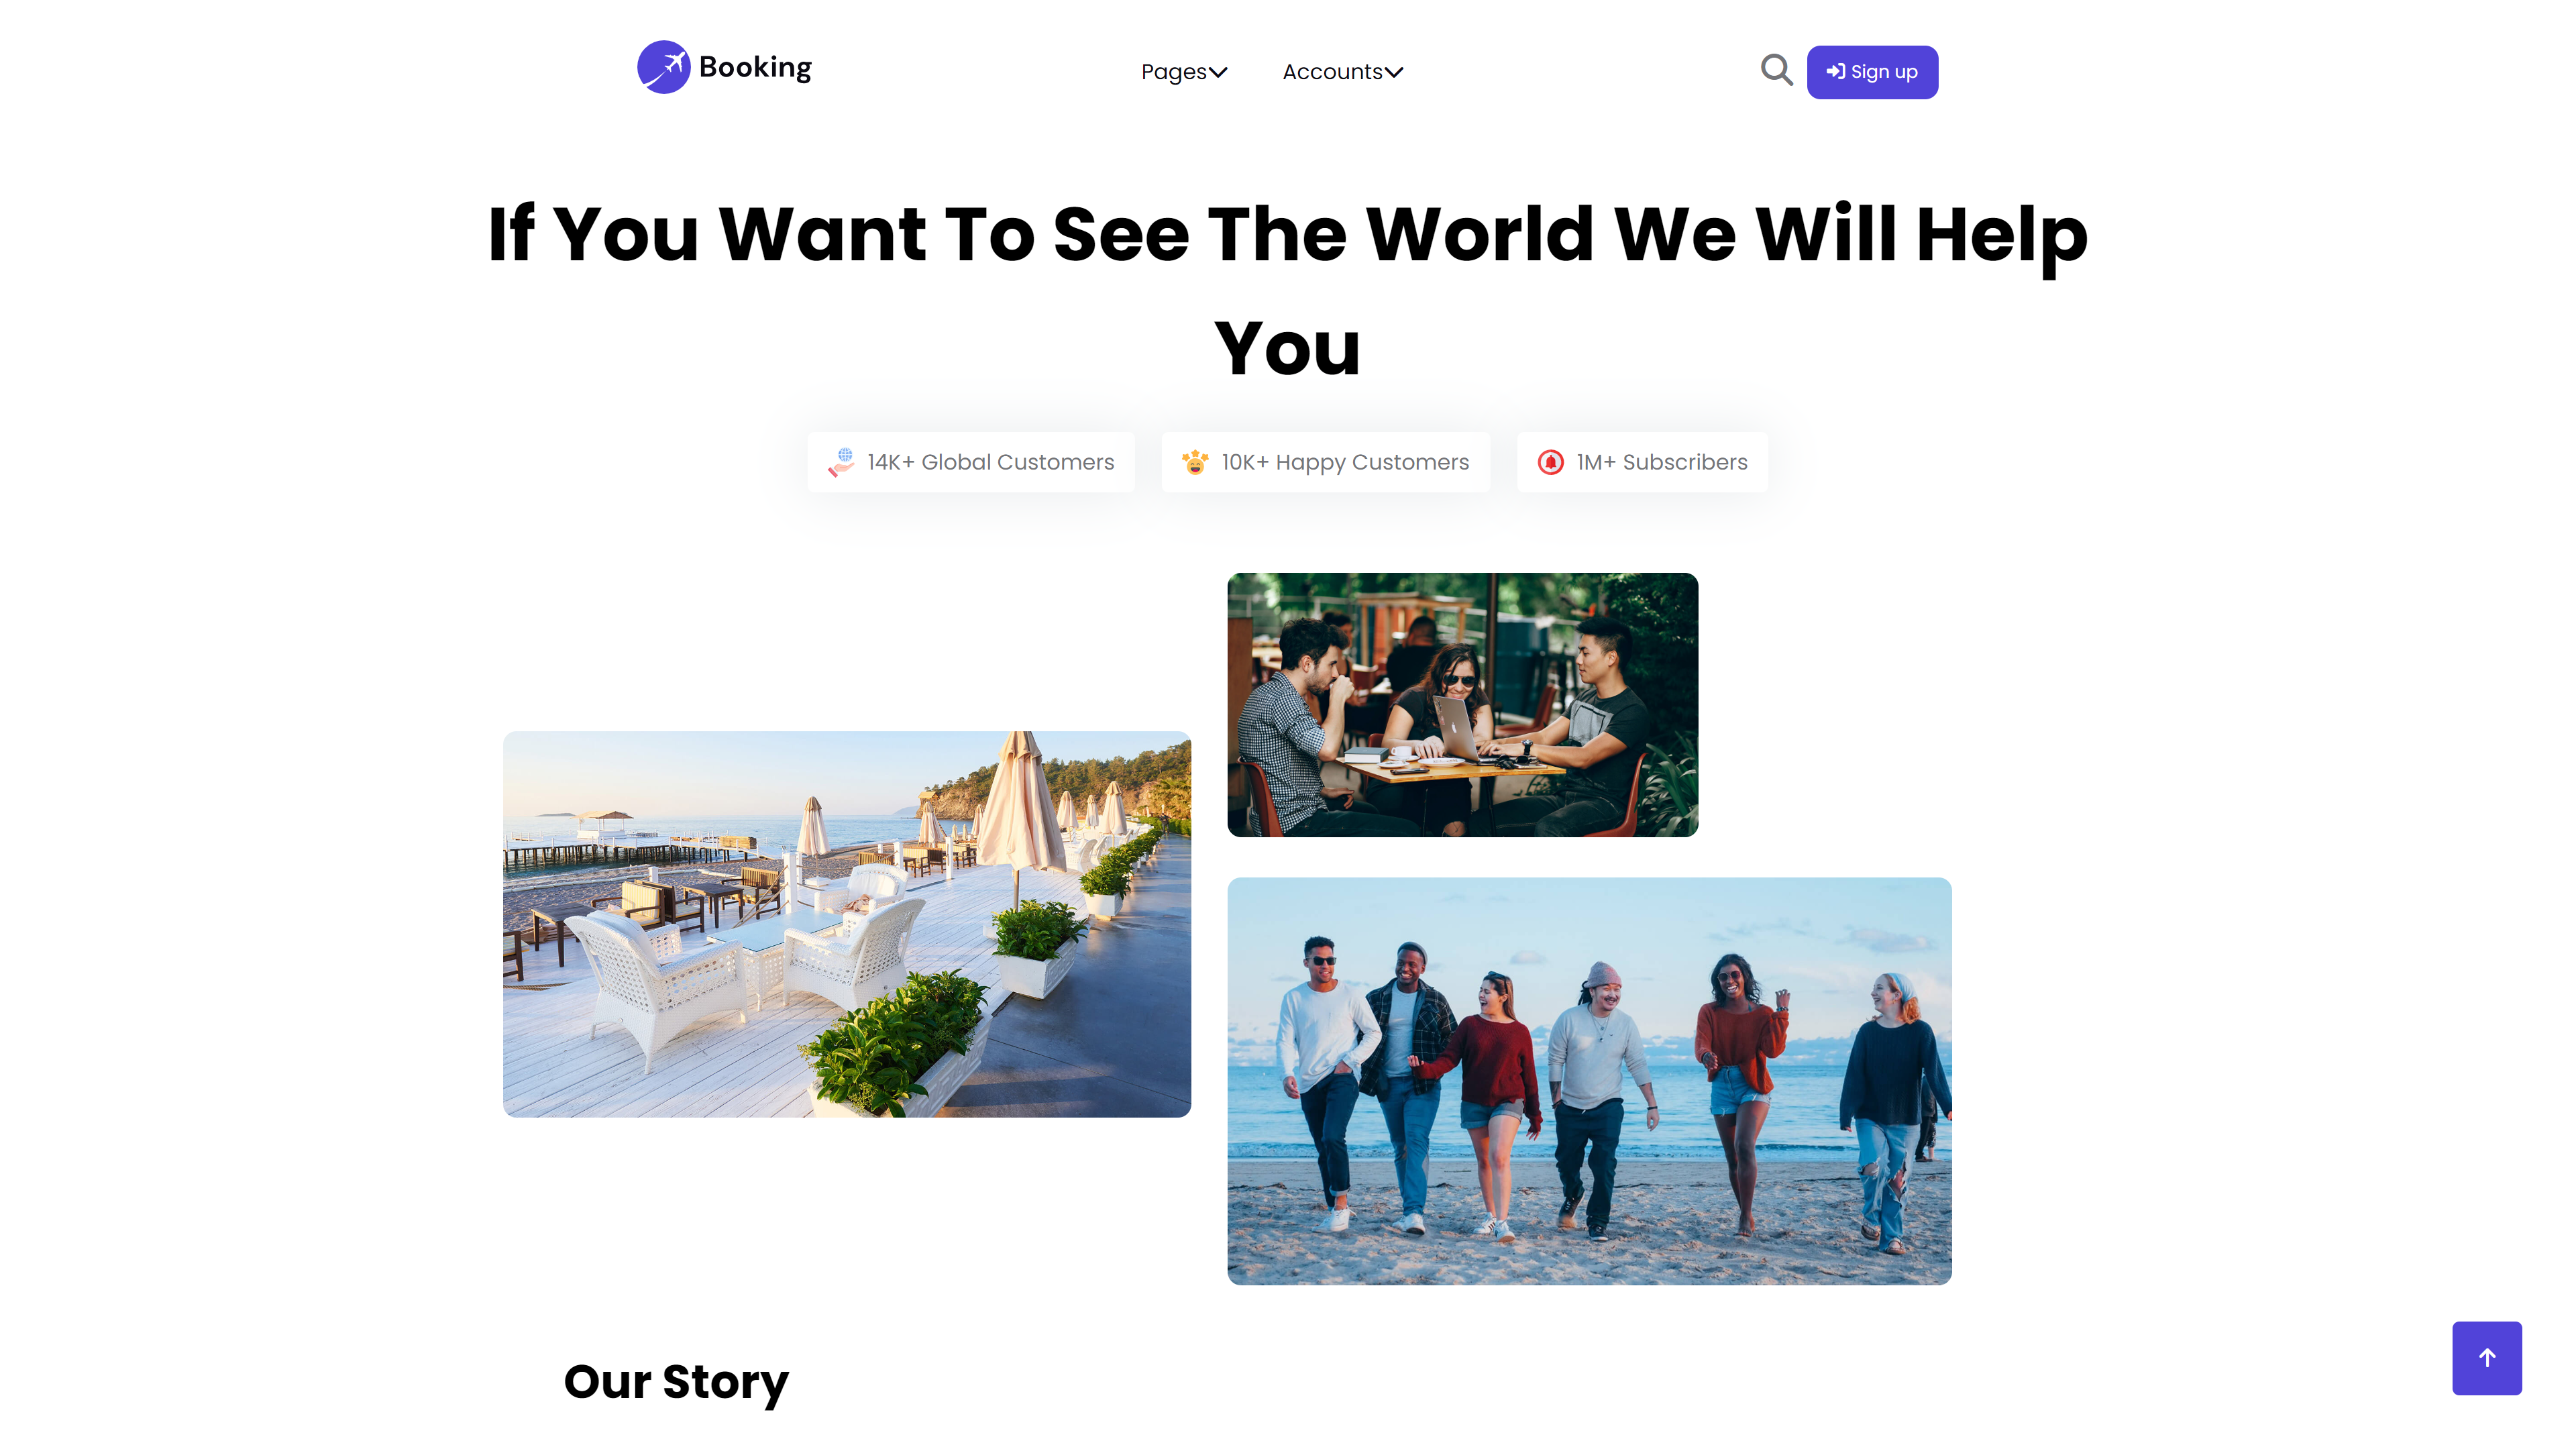 Booking
Pages
Accounts
Sign up
If You Want To See The World We Will Help
You
14K+ Global Customers
10K+ Happy Customers
1M+ Subscribers
Our Story